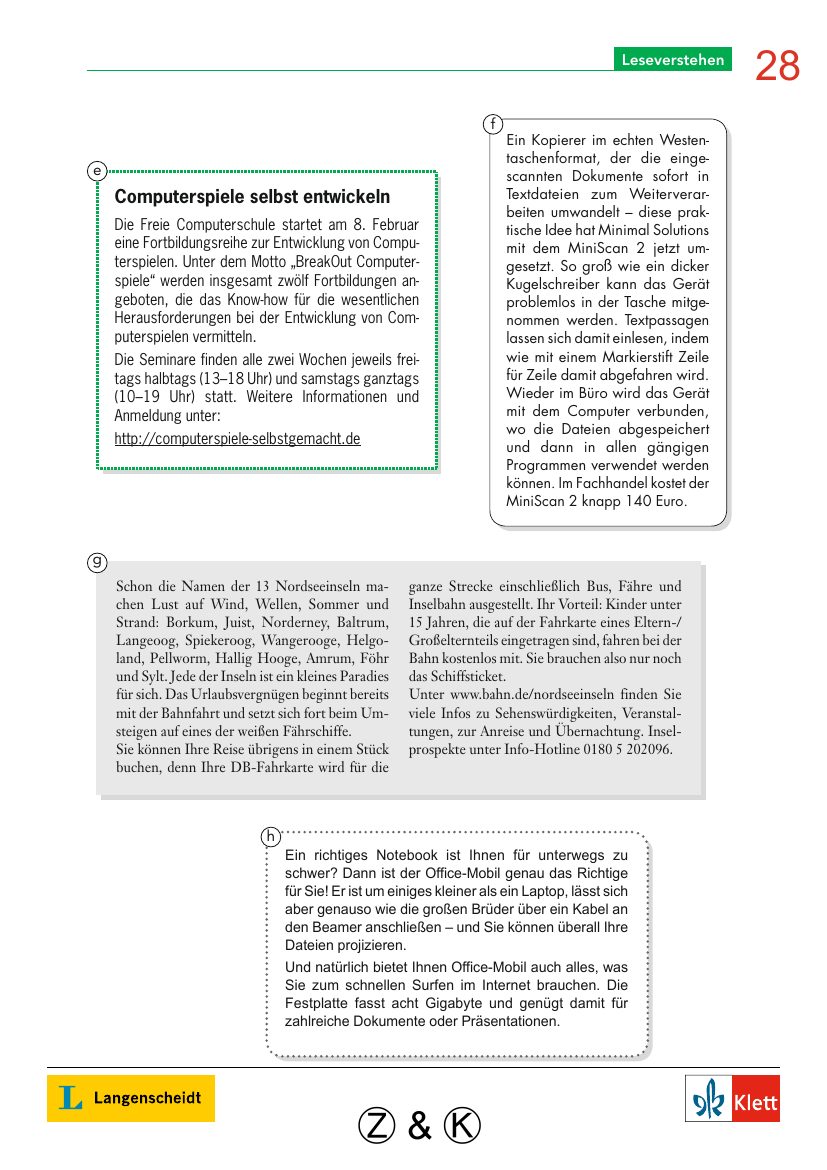 Leseverstehen
28
e
Computerspiele selbst entwickeln
Die Freie Computerschule startet am 8. Februar
eine Fortbildungsreihe zur Entwicklung von Compu-
terspielen. Unter dem Motto „BreakOut Computer-
spiele“ werden insgesamt zwölf Fortbildungen an-
geboten, die das Know-how für die wesentlichen
Herausforderungen bei der Entwicklung von Com-
puterspielen vermitteln.
Die Seminare finden alle zwei Wochen jeweils frei-
tags halbtags (13–18 Uhr) und samstags ganztags
(10–19 Uhr) statt. Weitere Informationen und
Anmeldung unter:
http://computerspiele-selbstgemacht.de
f
Ein Kopierer im echten Westen-
taschenformat, der die einge-
scannten Dokumente sofort in
Textdateien zum Weiterverar-
beiten umwandelt – diese prak-
tische Idee hat Minimal Solutions
mit dem MiniScan 2 jetzt um-
gesetzt. So groß wie ein dicker
Kugelschreiber kann das Gerät
problemlos in der Tasche mitge-
nommen werden. Textpassagen
lassen sich damit einlesen, indem
wie mit einem Markierstift Zeile
für Zeile damit abgefahren wird.
Wieder im Büro wird das Gerät
mit dem Computer verbunden,
wo die Dateien abgespeichert
und dann in allen gängigen
Programmen verwendet werden
können. Im Fachhandel kostet der
MiniScan 2 knapp 140 Euro.
g
Schon die Namen der 13 Nordseeinseln ma-
chen Lust auf Wind, Wellen, Sommer und
Strand: Borkum, Juist, Norderney, Baltrum,
Langeoog, Spiekeroog, Wangerooge, Helgo-
land, Pellworm, Hallig Hooge, Amrum, Föhr
und Sylt. Jede der Inseln ist ein kleines Paradies
für sich. Das Urlaubsvergnügen beginnt bereits
mit der Bahnfahrt und setzt sich fort beim Um-
steigen auf eines der weißen Fährschiffe.
Sie können Ihre Reise übrigens in einem Stück
buchen, denn Ihre DB-Fahrkarte wird für die
ganze Strecke einschließlich Bus, Fähre und
Inselbahn ausgestellt. Ihr Vorteil: Kinder unter
15 Jahren, die auf der Fahrkarte eines Eltern-/
Großelternteils eingetragen sind, fahren bei der
Bahn kostenlos mit. Sie brauchen also nur noch
das Schiffsticket.
Unter www.bahn.de/nordseeinseln finden Sie
viele Infos zu Sehenswürdigkeiten, Veranstal-
tungen, zur Anreise und Übernachtung. Insel-
prospekte unter Info-Hotline 0180 5 202096.
h
Ein richtiges Notebook ist Ihnen für unterwegs zu
schwer? Dann ist der Office-Mobil genau das Richtige
für Sie! Er ist um einiges kleiner als ein Laptop, lässt sich
aber genauso wie die großen Brüder über ein Kabel an
den Beamer anschließen – und Sie können überall Ihre
Dateien projizieren.
Und natürlich bietet Ihnen Office-Mobil auch alles, was
Sie zum schnellen Surfen im Internet brauchen. Die
Festplatte fasst acht Gigabyte und genügt damit für
zahlreiche Dokumente oder Präsentationen.
L Langenscheidt
Z & K
Klett